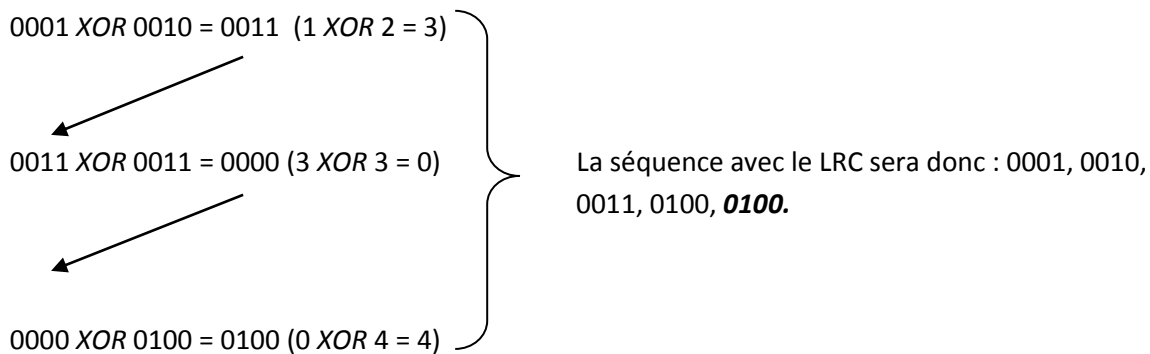 0001 XOR 0010 = 0011 (1 XOR 2 = 3)
0011 XOR 0011 = 0000 (3 XOR 3 = 0)
0000 XOR 0100 = 0100 (0 XOR 4 = 4)
La séquence avec le LRC sera donc : 0001, 0010,
0011, 0100, 0100.